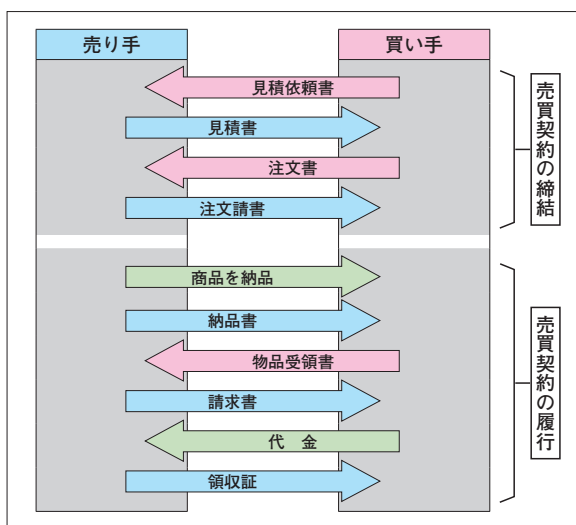 売り手
買い手
見積依頼書
見積書
注文書
注文請書
売買契約の締結
商品を納品
納品書
物品受領書
請求書
代　金
領収証
売買契約の履行